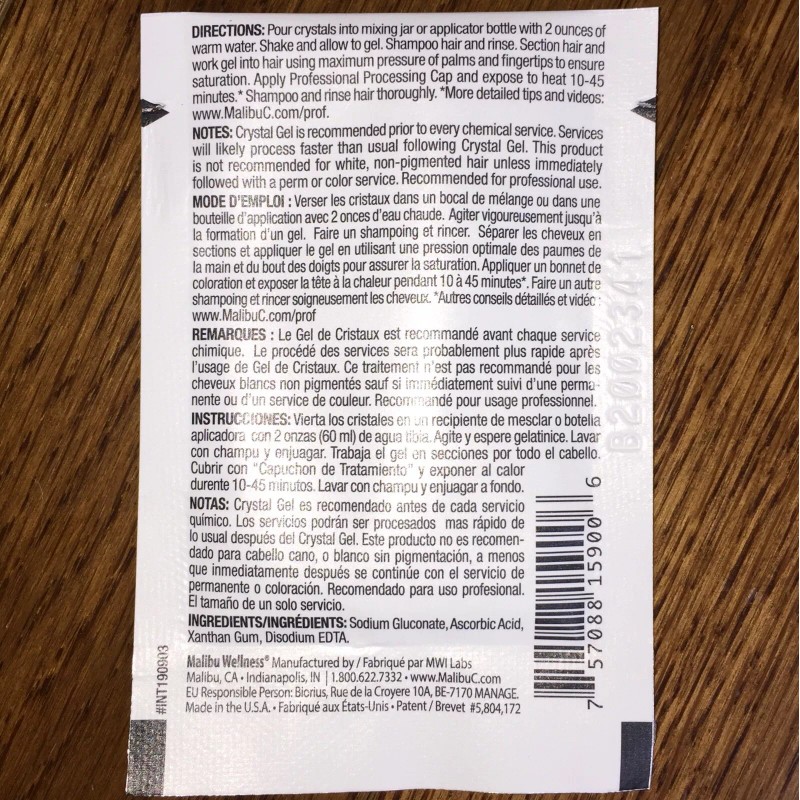 DIRECTIONS: Pour crystals into mixing jar or applicator bottle with 2 ounces of
warm water. Shake and allow to gel. Shampoo hair and rinse. Section hair and
work gel into hair using maximum pressure of palms and fingertips to ensure
saturation. Apply Professional Processing Cap and expose to heat 10-45
minutes.* Shampoo and rinse hair thoroughly. *More detailed tips and videos:
www.MalibuC.com/prof.
NOTES: Crystal Gel is recommended prior to every chemical service. Services
will likely process faster than usual following Crystal Gel. This product
is not recommended for white, non-pigmented hair unless immediately
followed with a perm or color service. Recommended for professional use.
MODE D'EMPLOI : Verser les cristaux dans un bocal de mélange ou dans une
bouteille d'application avec 2 onces d'eau chaude. Agiter vigoureusement jusqu'à
la formation d'un gel. Faire un shampoing et rincer. Séparer les cheveux en
sections et appliquer le gel en utilisant une pression optimale des paumes de
la main et du bout des doigts pour assurer la saturation. Appliquer un bonnet de
coloration et exposer la tête à la chaleur pendant 10 à 45 minutes*. Faire un autre
shampoing et rincer soigneusement les cheveux. *Autres conseils détaillés et vidéo :
www.MalibuC.com/prof
REMARQUES : Le Gel de Cristaux est recommandé avant chaque service
chimique. Le procédé des services sera probablement plus rapide après
l'usage de Gel de Cristaux. Ce traitement n'est pas recommandé pour les
cheveux blancs non pigmentés sauf si immédiatement suivi d'une perma-
nente ou d'un service de couleur. Recommandé pour usage professionnel.
INSTRUCCIONES: Vierta los cristales en un recipiente de mesclar o botella
aplicadora con 2 onzas (60 ml) de agua tibia. Agite y espere gelatinice. Lavar
con champu y enjuagar. Trabaja el gel en secciones por todo el cabello.
Cubrir con "Capuchon de Tratamiento" y exponer al calor
durente 10-45 minutos. Lavar con champu y enjuagar a fondo.
NOTAS: Crystal Gel es recomendado antes de cada servicio
químico. Los servicios podrán ser procesados mas rápido de
lo usual después del Crystal Gel. Este producto no es recomen-
dado para cabello cano, o blanco sin pigmentación, a menos
que inmediatamente después se continúe con el servicio de
permanente o coloración. Recomendado para uso profesional.
El tamaño de un solo servicio.
INGREDIENTS/INGRÉDIENTS: Sodium Gluconate, Ascorbic Acid,
Xanthan Gum, Disodium EDTA.
Malibu Wellness® Manufactured by / Fabriqué par MWI Labs
Malibu, CA • Indianapolis, IN | 1.800.622.7332 • www.MalibuC.com
EU Responsible Person: Biorius, Rue de la Croyere 10A, BE-7170 MANAGE.
Made in the U.S.A. • Fabriqué aux États-Unis • Patent / Brevet #5,804,172
#INT190903
7 57088 15900 6
B2002341